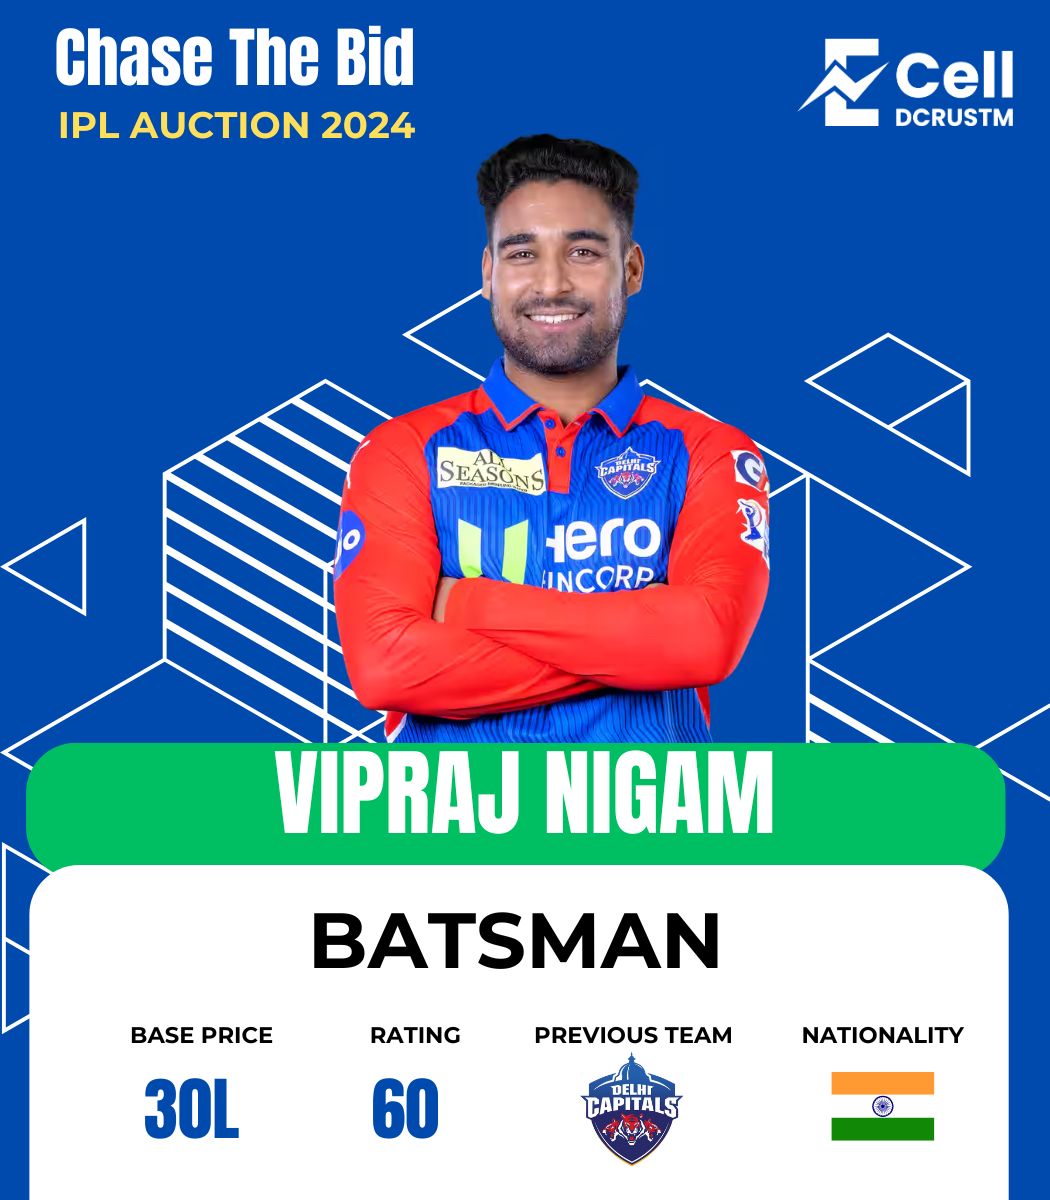 Chase The Bid
IPL AUCTION 2024
Cell
DCRUSTM
ALL
SEASONS
DELHI
CAPITALS
Hero
INCORP
VIPRAJ NIGAM
BATSMAN
BASE PRICE
RATING
PREVIOUS TEAM
NATIONALITY
30L
60
DELHI
CAPITALS